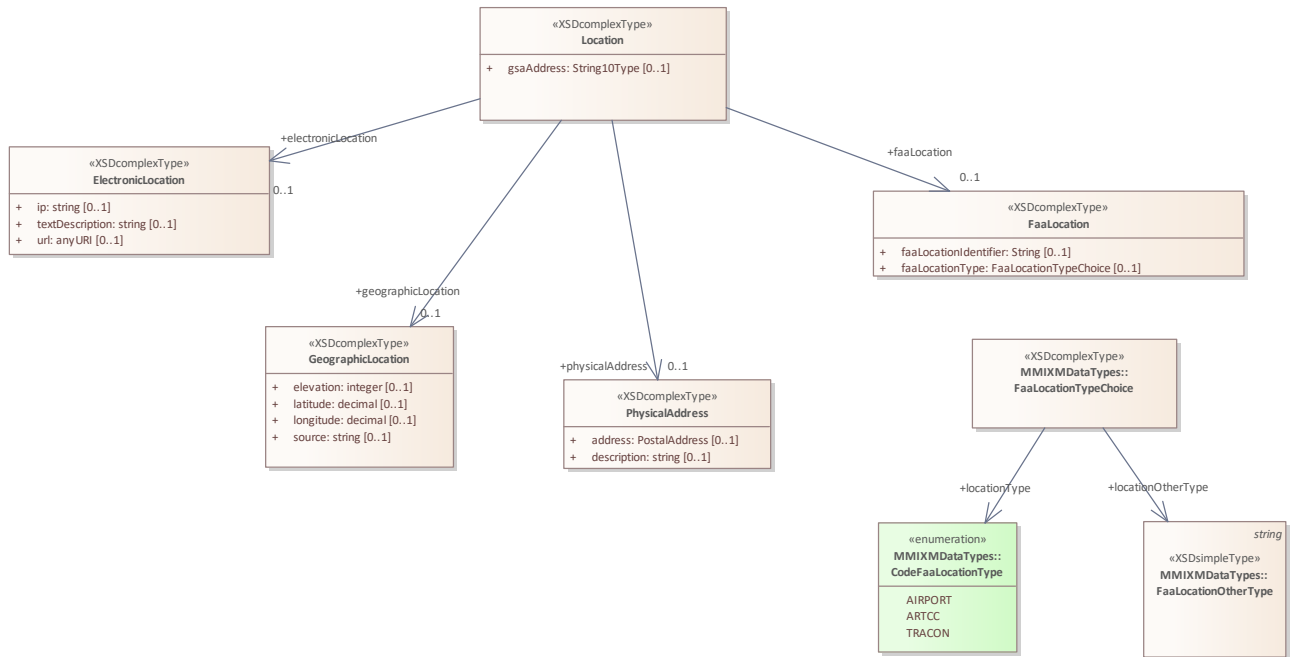 «XSDcomplexType»
Location
+ gsaAddress: String10Type [0..1]
+electronicLocation
0..1
«XSDcomplexType»
ElectronicLocation
+ ip: string [0..1]
+ textDescription: string [0..1]
+ url: anyURI [0..1]
+faaLocation
0..1
«XSDcomplexType»
FaaLocation
+ faaLocationIdentifier: String [0..1]
+ faaLocationType: FaaLocationTypeChoice [0..1]
+geographicLocation
0..1
«XSDcomplexType»
GeographicLocation
+ elevation: integer [0..1]
+ latitude: decimal [0..1]
+ longitude: decimal [0..1]
+ source: string [0..1]
+physicalAddress
0..1
«XSDcomplexType»
PhysicalAddress
+ address: PostalAddress [0..1]
+ description: string [0..1]
«XSDcomplexType»
MMIXMDataTypes::
FaaLocationTypeChoice
+locationType
+locationOtherType
«enumeration»
MMIXMDataTypes::
CodeFaaLocationType
AIRPORT
ARTCC
TRACON
string
«XSDsimpleType»
MMIXMDataTypes::
FaaLocationOtherType